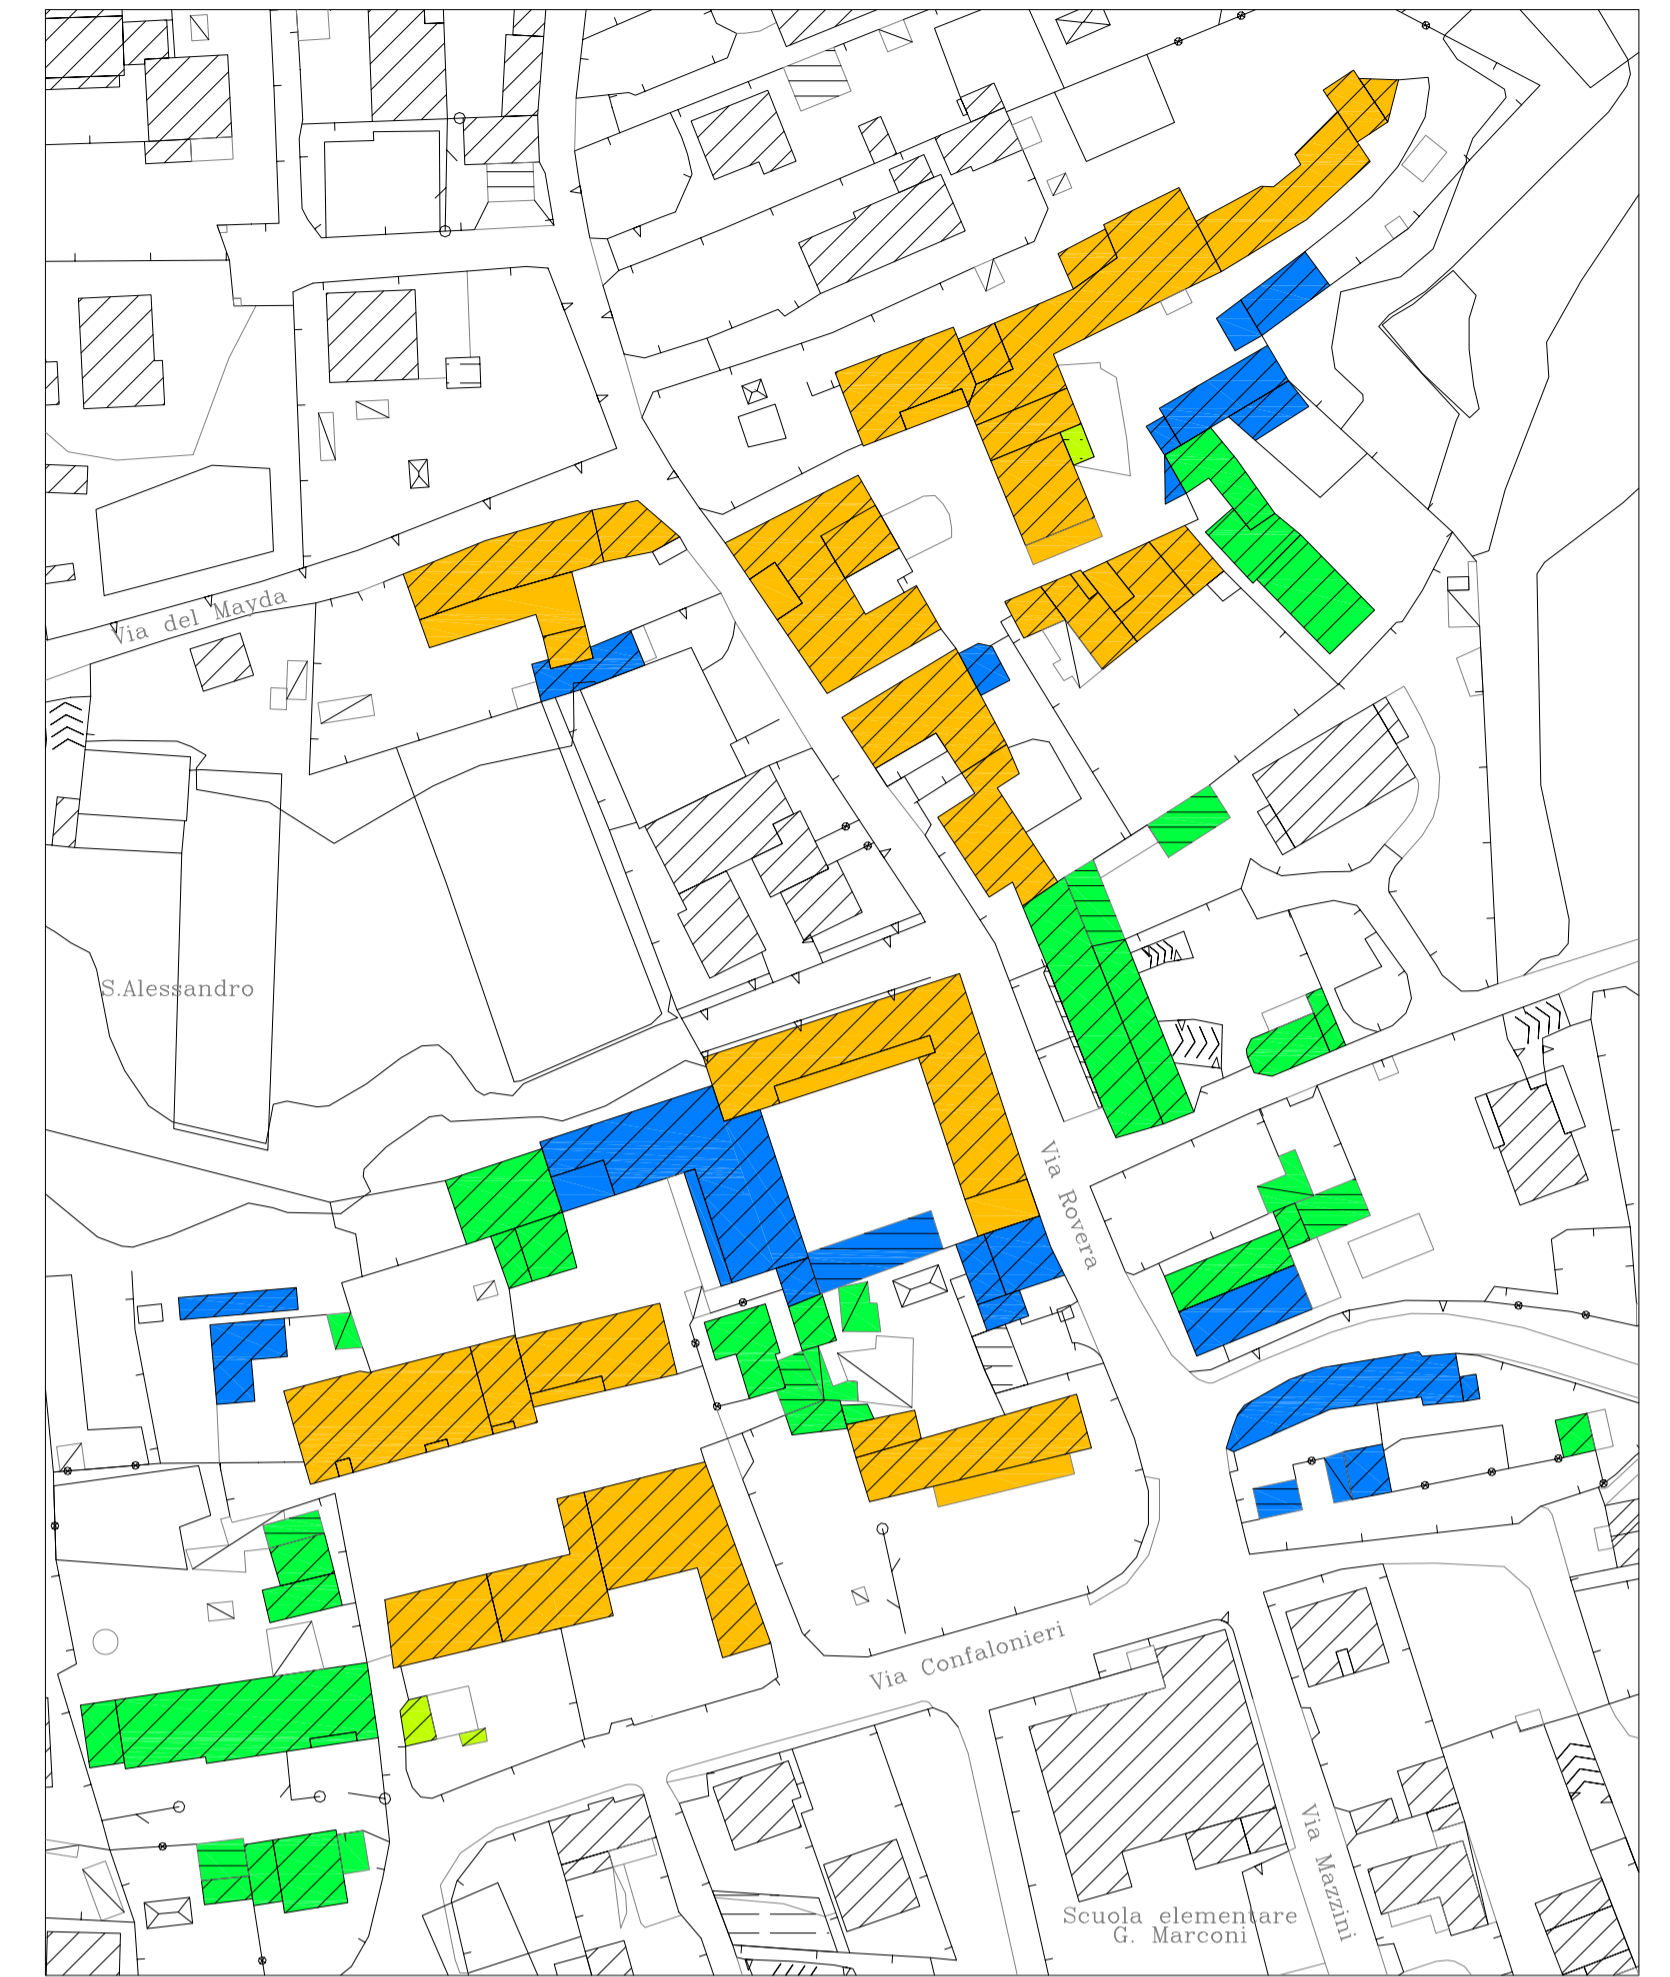 Via del Mayda
S.Alessandro
Via Rovera
Via Confalonieri
Via Mazzini
Scuola elementare
G. Marconi